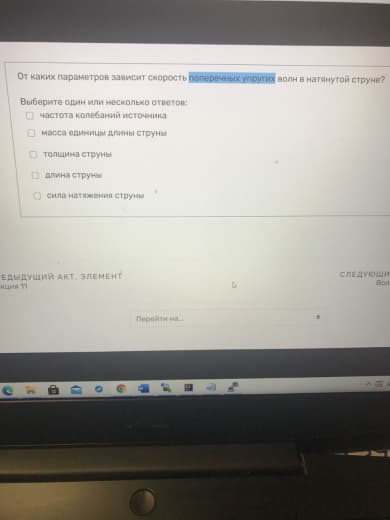 От каких параметров зависит скорость поперечных упругих волн в натянутой струне?
Выберите один или несколько ответов:
частота колебаний источника
масса единицы длины струны
толщина струны
длина струны
сила натяжения струны
ЕДЫДУЩИЙ АКТ. ЭЛЕМЕНТ СЛЕДУЮЩИ
кция 11 Вол
Перейти на...